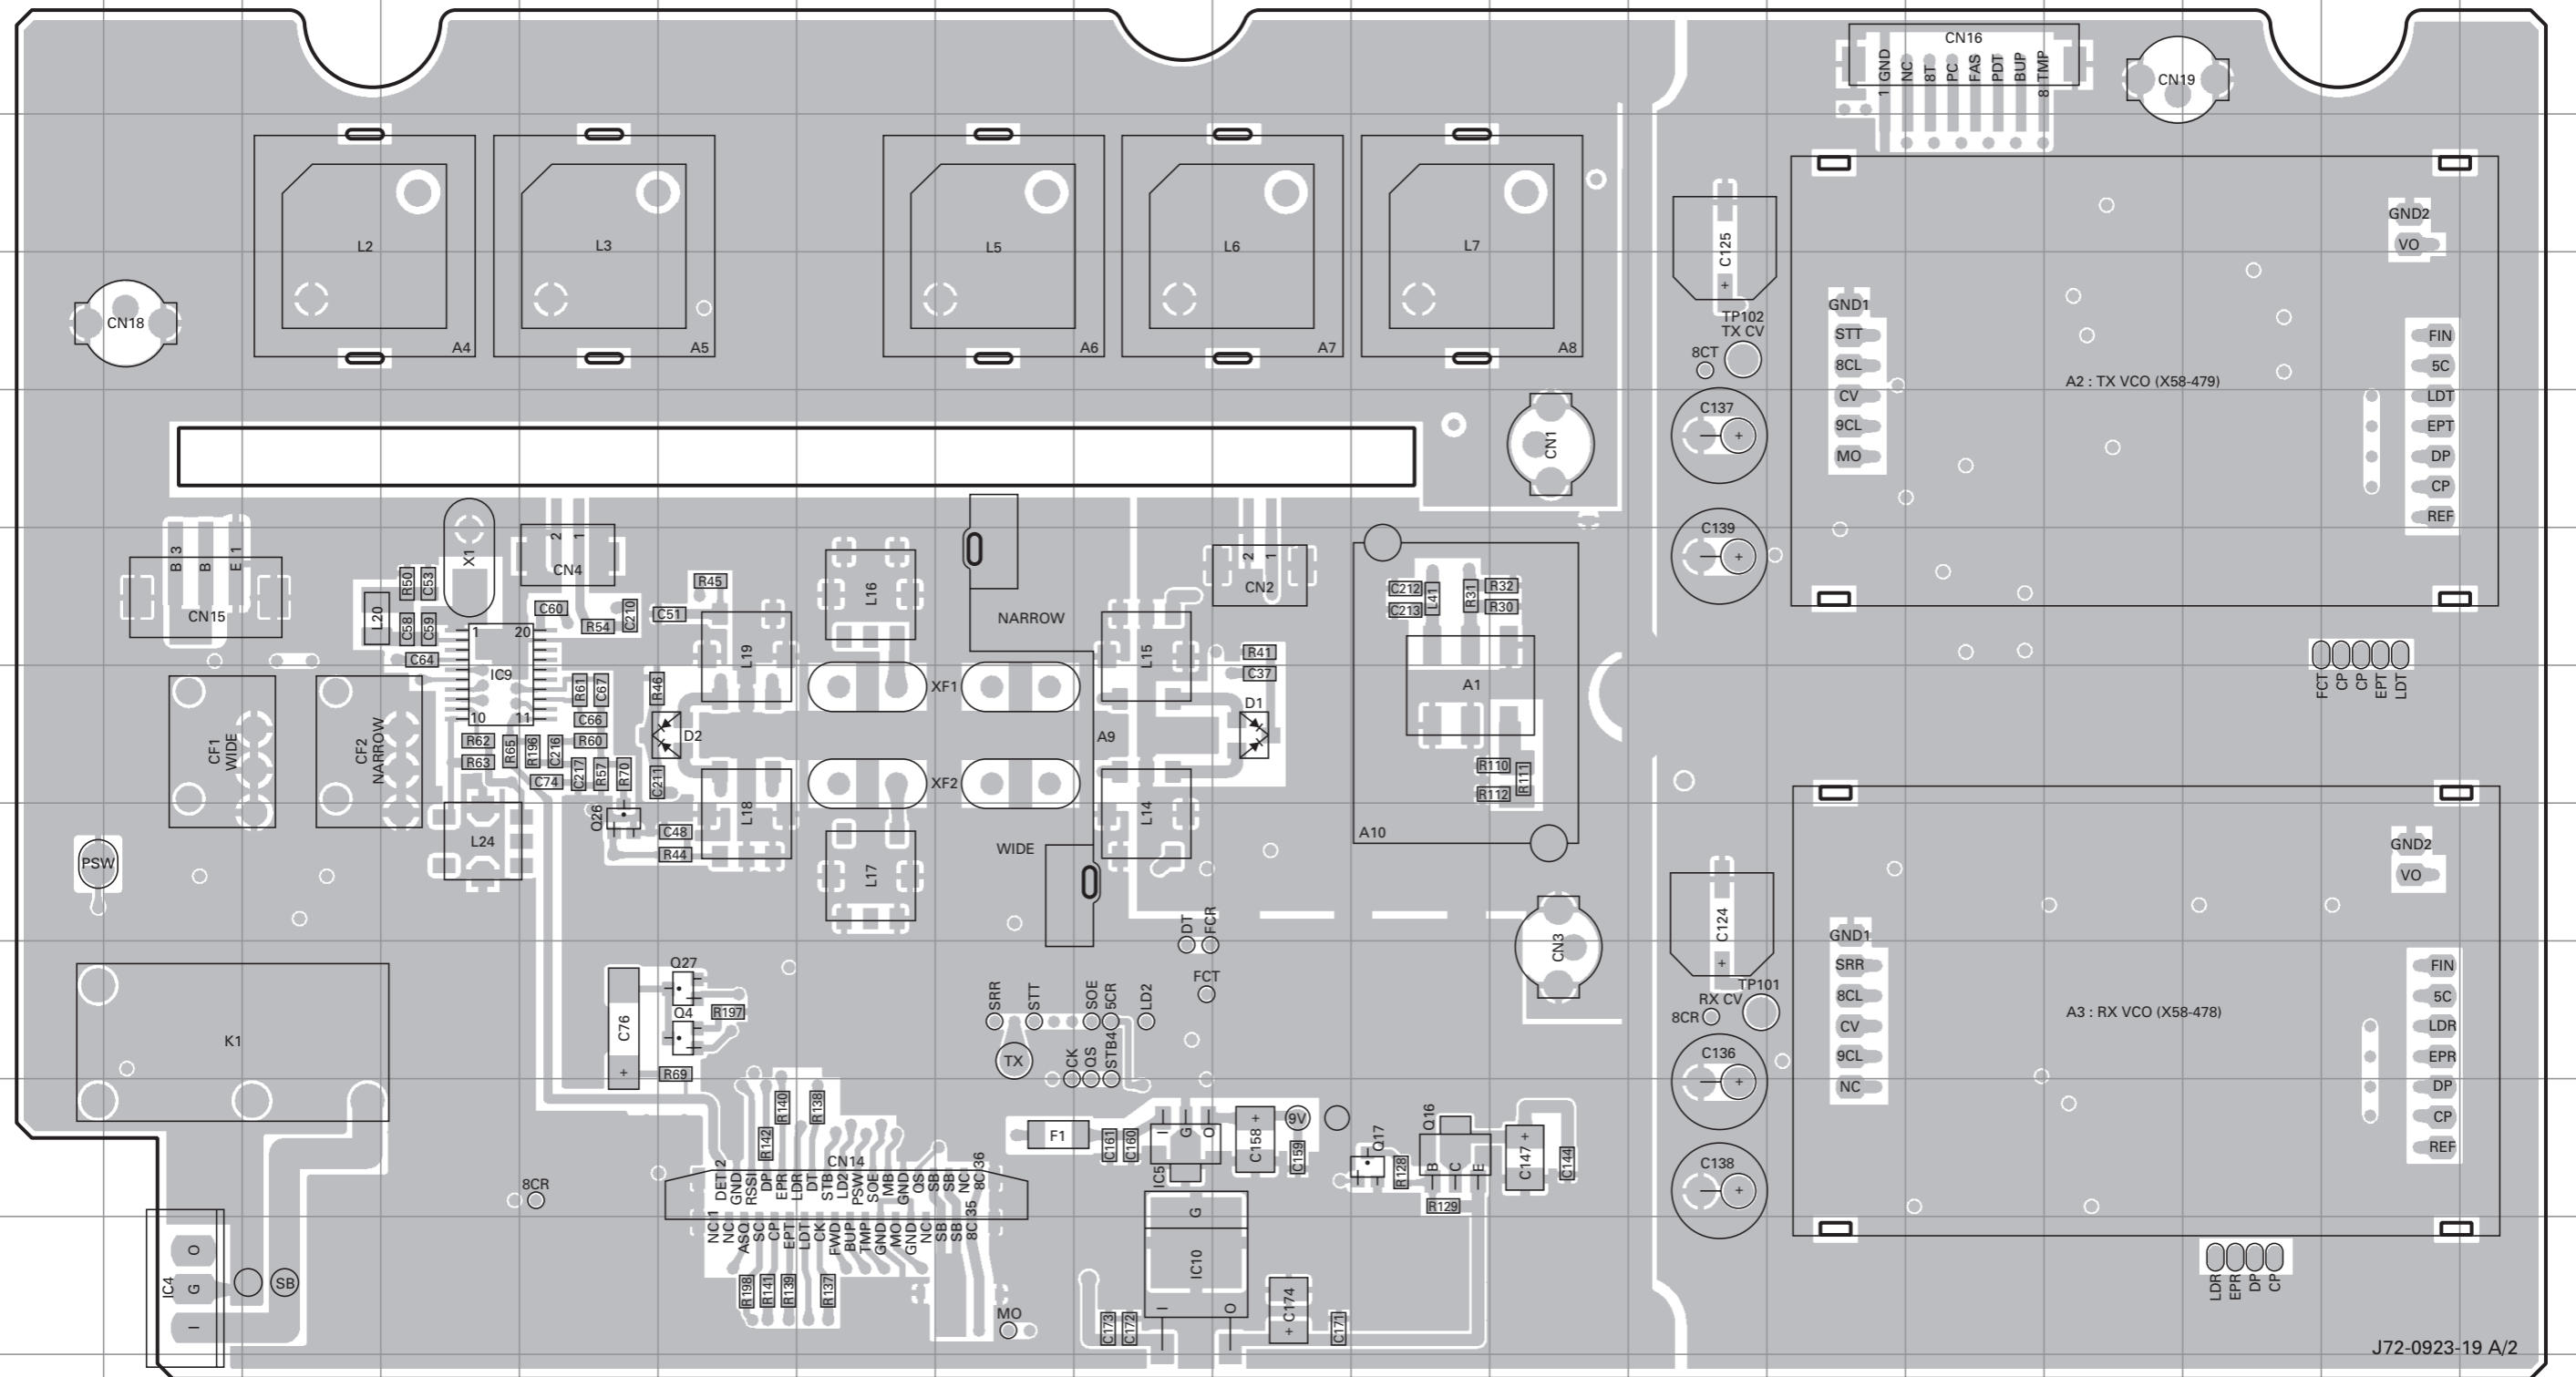 CN16
1 GND
NC
8T
PC
FAS
PDT
BUP
8 TMP
CN19
L2
A4
L3
A5
L5
A6
L6
A7
L7
A8
CN18
C125
+
TP102
TX CV
8CT
C137
+
C139
+
GND1
STT
8CL
CV
9CL
MO
A2 : TX VCO (X58-479)
GND2
VO
FIN
5C
LDT
EPT
DP
CP
REF
FCT
CP
CP
EPT
LDT
CN1
B 3
B
E 1
CN15
X1
2
1
CN4
R50
C53
L20
C58
C59
C64
C60
R54
C210
C51
R45
1
20
IC9
10
11
R61
C67
C66
R60
R62
R63
R65
R196
C216
C74
C217
R57
R70
R46
D2
C211
Q26
C48
R44
L24
CF1
WIDE
CF2
NARROW
PSW
L19
L18
L16
L17
XF1
XF2
NARROW
WIDE
A9
L15
L14
2
1
CN2
R41
C37
D1
C212
C213
L41
R31
R32
R30
A1
R110
R111
R112
A10
CN3
C124
+
TP101
RX CV
8CR
C136
+
C138
+
GND1
SRR
8CL
CV
9CL
NC
A3 : RX VCO (X58-478)
GND2
VO
FIN
5C
LDR
EPR
DP
CP
REF
LDR
EPR
DP
CP
K1
C76
+
Q27
Q4
R197
R69
DT
FCR
FCT
SRR
STT
SOE
5CR
LD2
TX
CK
QS
STB4
R140
R138
R142
CN14
DET 2
GND
RSSI
DP
EPR
LDR
DT
STB
LD2
PSW
SOE
MB
GND
QS
SB
SB
NC
8C 36
NC 1
NC
ASQ
SC
CP
EPT
LDT
CK
FWD
BUP
TMP
GND
MO
GND
NC
SB
SB
8C 35
R198
R141
R139
R137
8CR
IC4
O
G
I
SB
MO
F1
C161
C160
I
G
O
IC5
C158
+
9V
C159
Q17
R128
Q16
B
C
E
R129
C147
+
C144
G
IC10
I
O
C173
C172
C174
+
C171
J72-0923-19 A/2